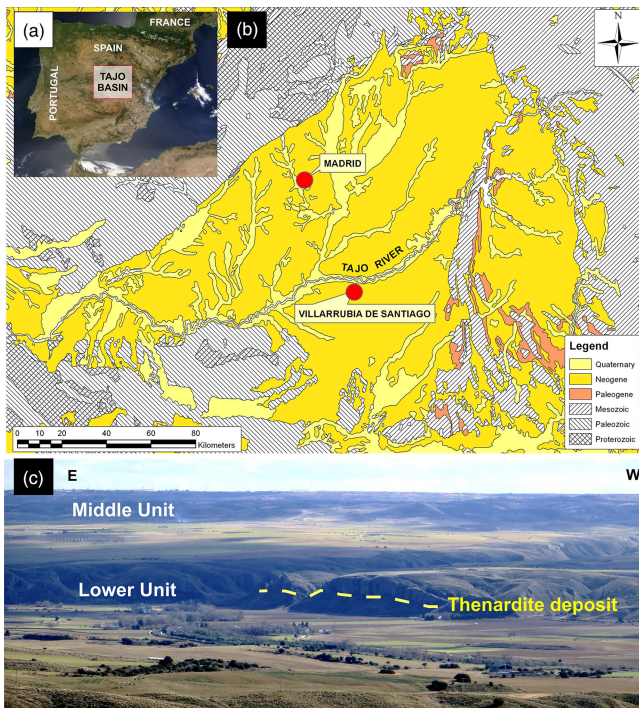 (a)
FRANCE
SPAIN
PORTUGAL
TAJO
BASIN
(b)
N
MADRID
TAJO RIVER
VILLARRUBIA DE SANTIAGO
Legend
Quaternary
Neogene
Paleogene
Mesozoic
Paleozoic
Proterozoic
0 10 20 40 60 80
Kilometers
(c)
E
W
Middle Unit
Lower Unit
Thenardite deposit